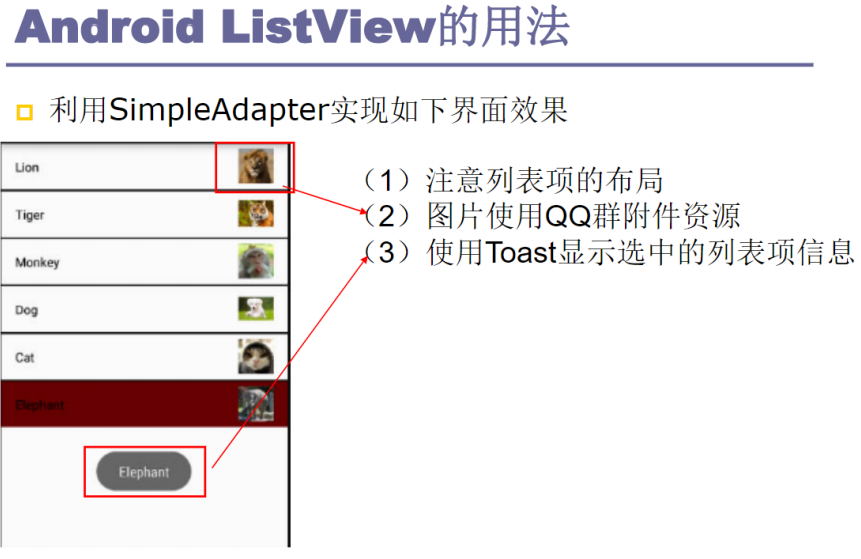 Android ListView的用法
利用SimpleAdapter实现如下界面效果
Lion
Tiger
Monkey
Dog
Cat
Elephant
Elephant
（1）注意列表项的布局
（2）图片使用QQ群附件资源
（3）使用Toast显示选中的列表项信息